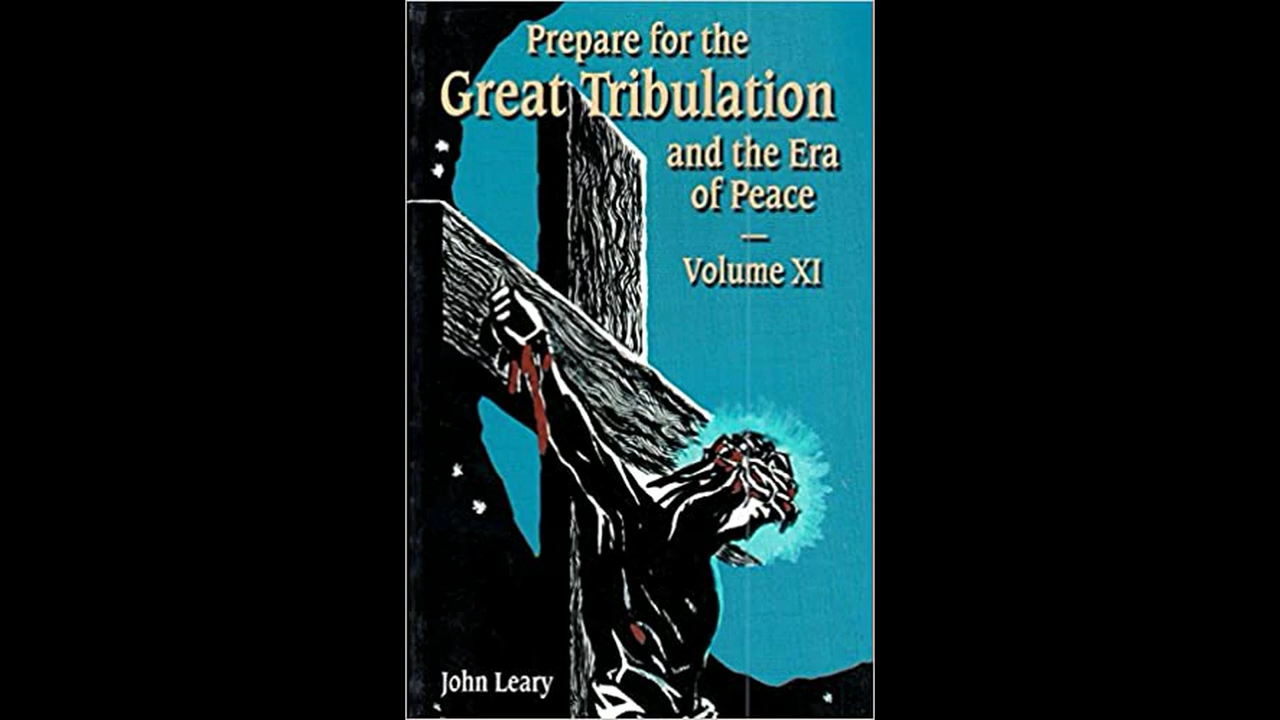 Prepare for the
Great Tribulation
and the Era
of Peace
—
Volume XI
John Leary